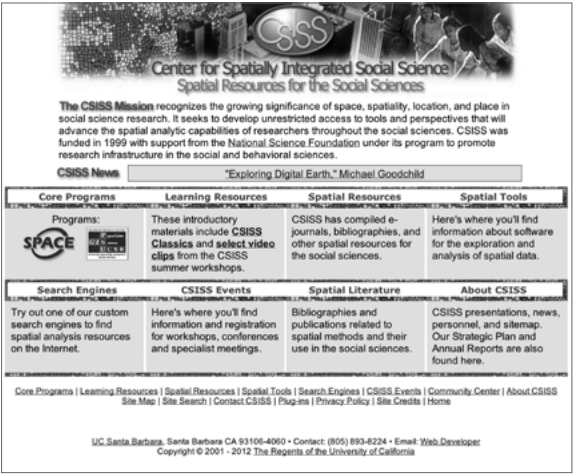 CSISS
Center for Spatially Integrated Social Science
Spatial Resources for the Social Sciences
The CSISS Mission recognizes the growing significance of space, spatiality, location, and place in
social science research. It seeks to develop unrestricted access to tools and perspectives that will
advance the spatial analytic capabilities of researchers throughout the social sciences. CSISS was
funded in 1999 with support from the National Science Foundation under its program to promote
research infrastructure in the social and behavioral sciences.
CSISS News
"Exploring Digital Earth," Michael Goodchild
Core Programs
Programs:
SPACE
Learning Resources
These introductory
materials include CSISS
Classics and select video
clips from the CSISS
summer workshops.
Spatial Resources
CSISS has compiled e-
journals, bibliographies, and
other spatial resources for
the social sciences.
Spatial Tools
Here's where you'll find
information about software
for the exploration and
analysis of spatial data.
Search Engines
Try out one of our custom
search engines to find
spatial analysis resources
on the Internet.
CSISS Events
Here's where you'll find
information and registration
for workshops, conferences
and specialist meetings.
Spatial Literature
Bibliographies and
publications related to
spatial methods and their
use in the social sciences.
About CSISS
CSISS presentations, news,
personnel, and sitemap.
Our Strategic Plan and
Annual Reports are also
found here.
Core Programs | Learning Resources | Spatial Resources | Spatial Tools | Search Engines | CSISS Events | Community Center | About CSISS
Site Map | Site Search | Contact CSISS | Plug-ins | Privacy Policy | Site Credits | Home
UC Santa Barbara, Santa Barbara CA 93106-4060 • Contact: (805) 893-8224 • Email: Web Developer
Copyright © 2001 - 2012 The Regents of the University of California